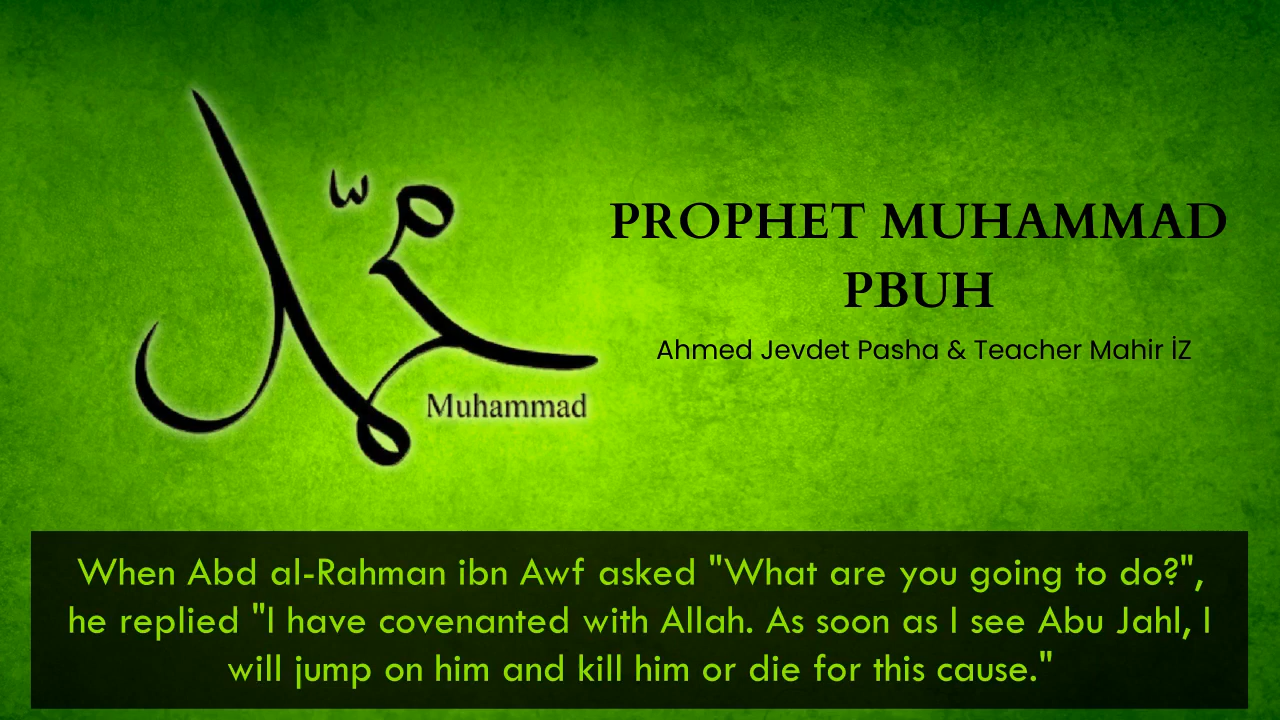 محمد
Muhammad
PROPHET MUHAMMAD
PBUH
Ahmed Jevdet Pasha & Teacher Mahir İZ
When Abd al-Rahman ibn Awf asked "What are you going to do?",
he replied "I have covenanted with Allah. As soon as I see Abu Jahl, I
will jump on him and kill him or die for this cause."